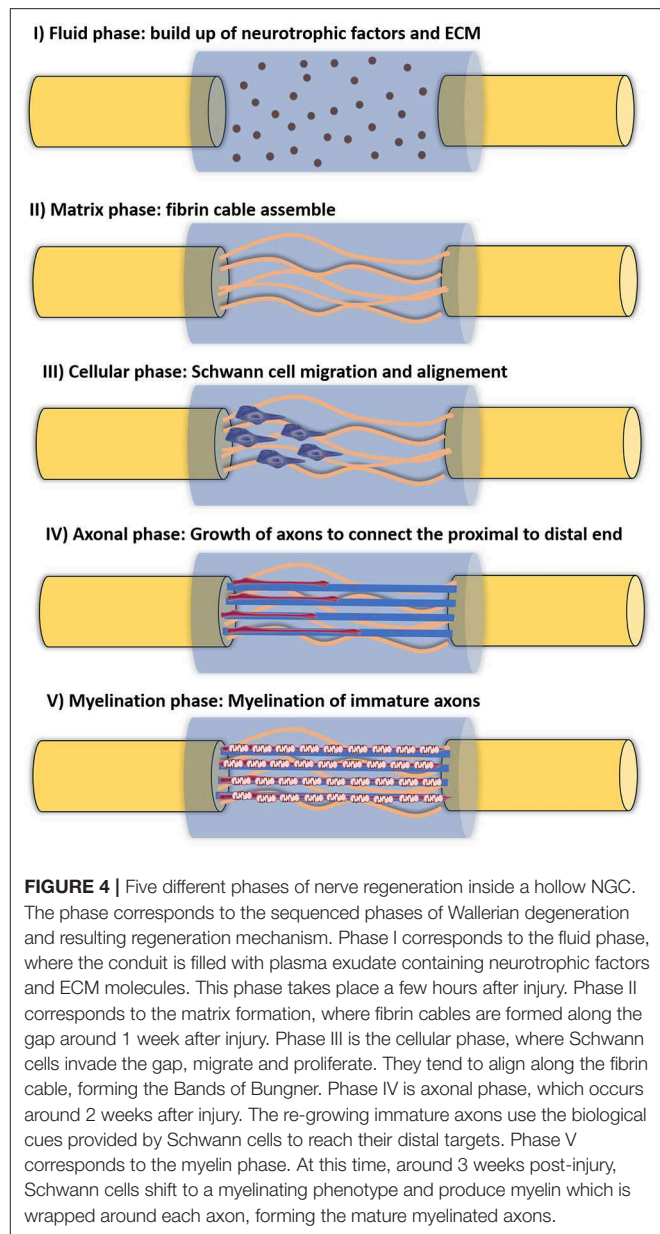 I) Fluid phase: build up of neurotrophic factors and ECM
II) Matrix phase: fibrin cable assemble
III) Cellular phase: Schwann cell migration and alignement
IV) Axonal phase: Growth of axons to connect the proximal to distal end
V) Myelination phase: Myelination of immature axons
FIGURE 4 | Five different phases of nerve regeneration inside a hollow NGC.
The phase corresponds to the sequenced phases of Wallerian degeneration
and resulting regeneration mechanism. Phase I corresponds to the fluid phase,
where the conduit is filled with plasma exudate containing neurotrophic factors
and ECM molecules. This phase takes place a few hours after injury. Phase II
corresponds to the matrix formation, where fibrin cables are formed along the
gap around 1 week after injury. Phase III is the cellular phase, where Schwann
cells invade the gap, migrate and proliferate. They tend to align along the fibrin
cable, forming the Bands of Bungner. Phase IV is axonal phase, which occurs
around 2 weeks after injury. The re-growing immature axons use the biological
cues provided by Schwann cells to reach their distal targets. Phase V
corresponds to the myelin phase. At this time, around 3 weeks post-injury,
Schwann cells shift to a myelinating phenotype and produce myelin which is
wrapped around each axon, forming the mature myelinated axons.